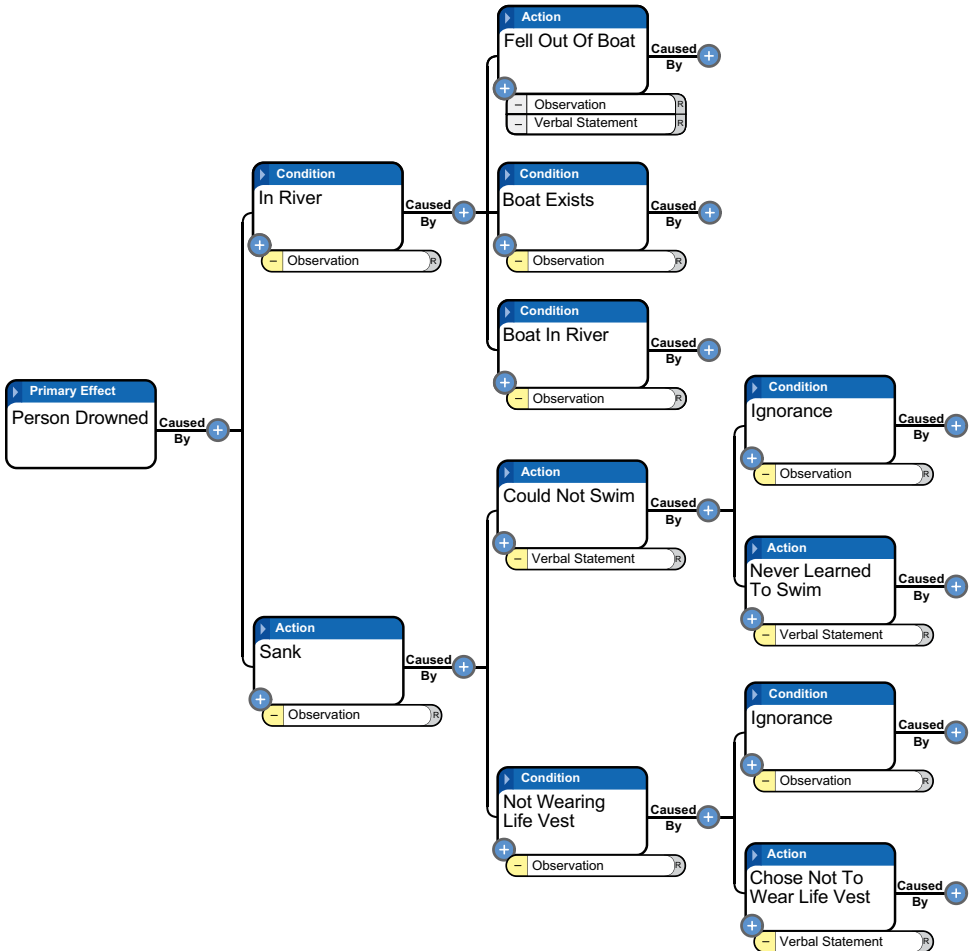 Primary Effect
Person Drowned
Caused
By
Condition
In River
Observation
R
Caused
By
Action
Fell Out Of Boat
Observation
R
Verbal Statement
R
Caused
By
Condition
Boat Exists
Observation
R
Caused
By
Condition
Boat In River
Observation
R
Caused
By
Action
Sank
Observation
R
Caused
By
Action
Could Not Swim
Verbal Statement
R
Caused
By
Condition
Ignorance
Observation
R
Caused
By
Action
Never Learned
To Swim
Verbal Statement
R
Caused
By
Condition
Not Wearing
Life Vest
Observation
R
Caused
By
Condition
Ignorance
Observation
R
Caused
By
Action
Chose Not To
Wear Life Vest
Verbal Statement
R
Caused
By